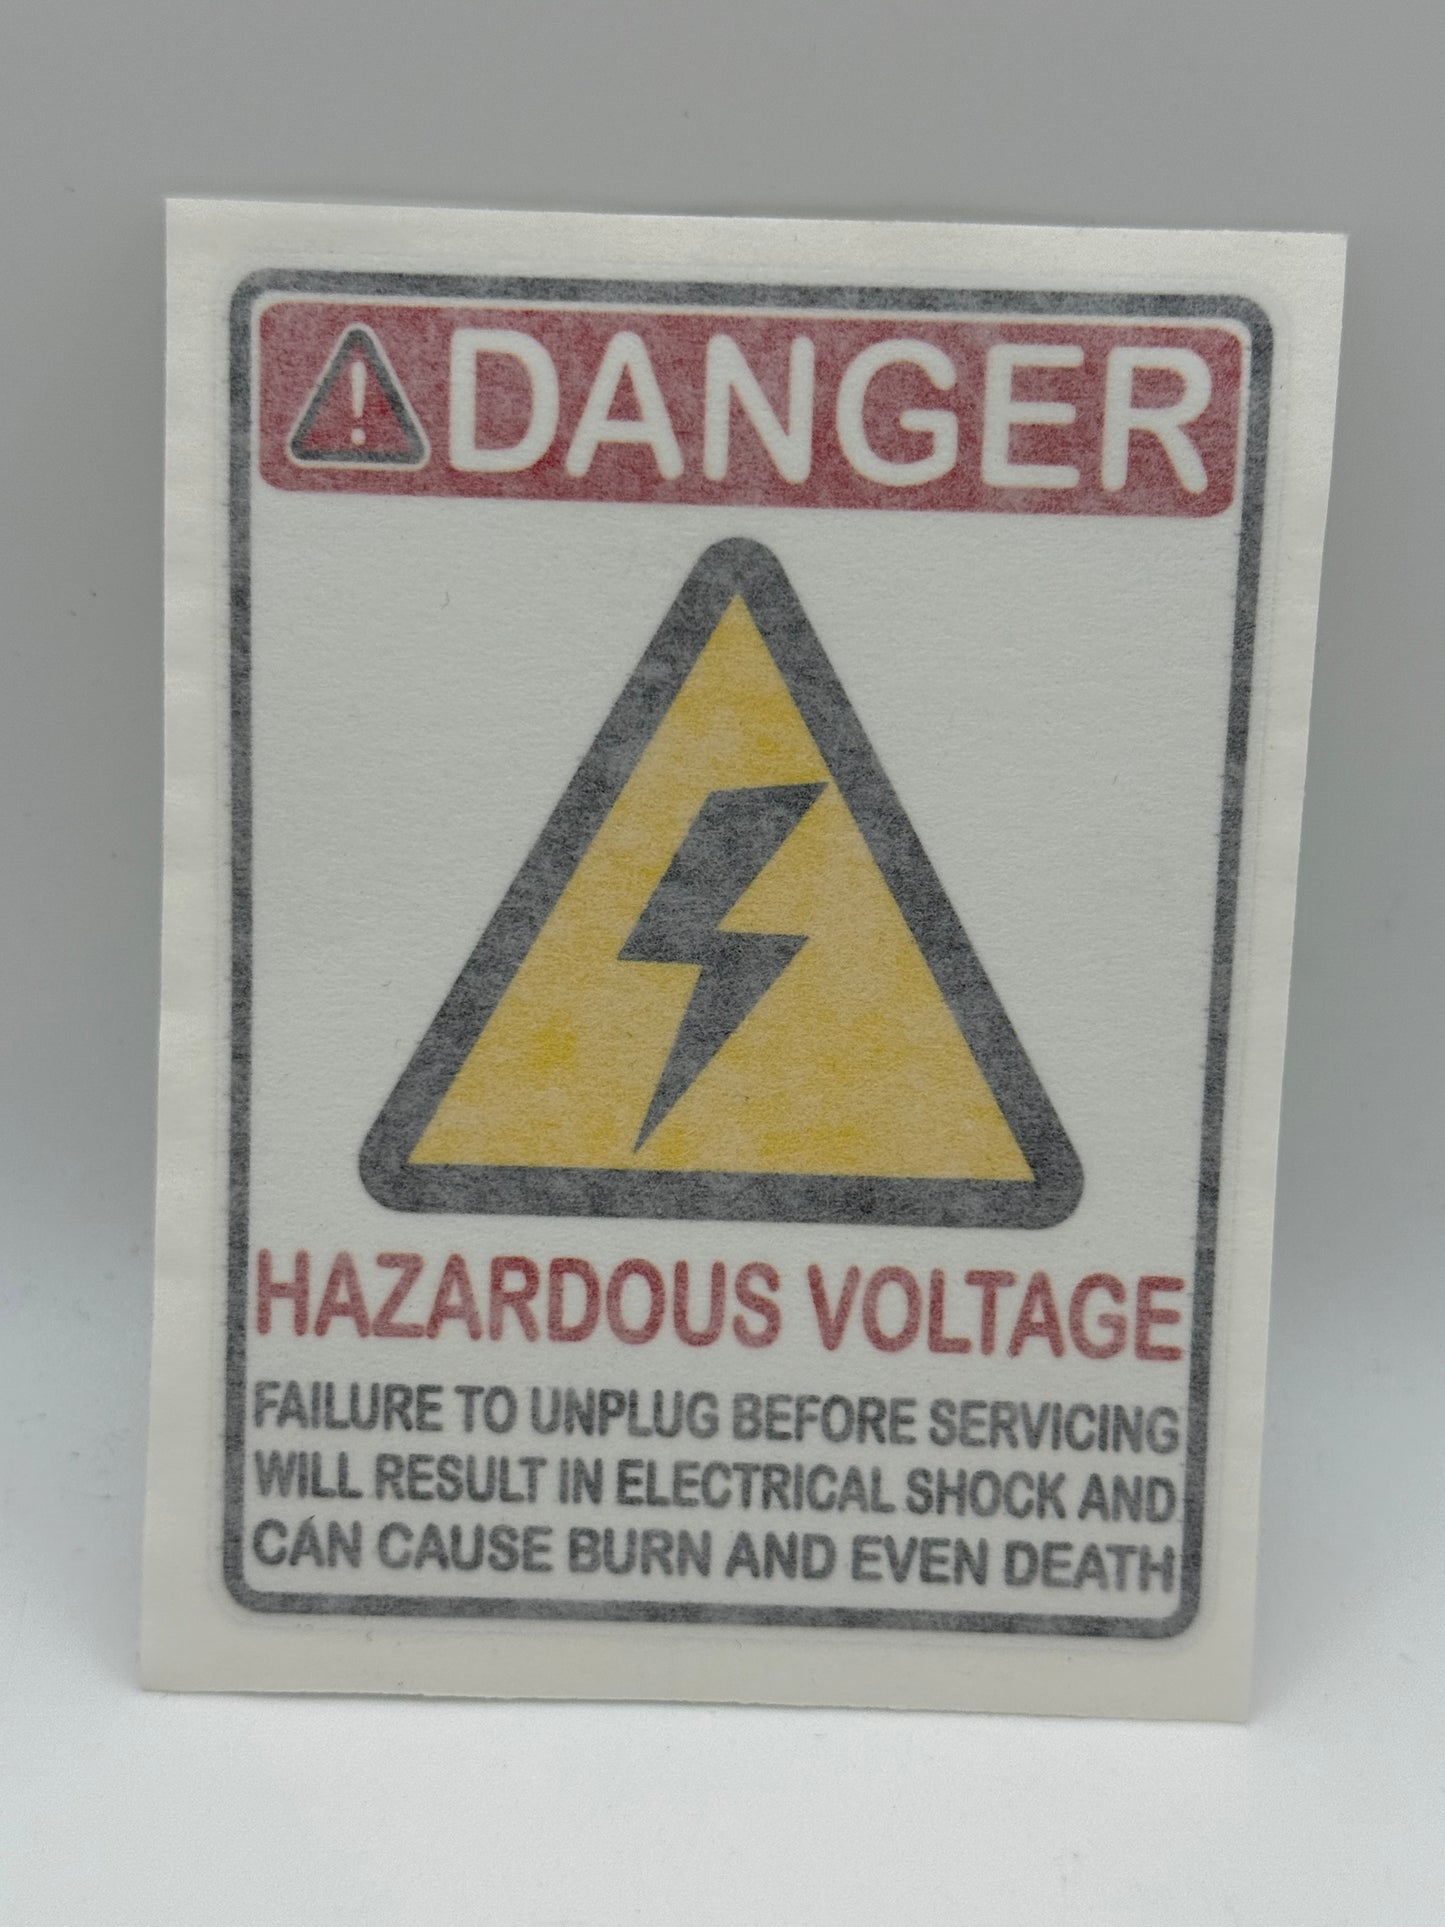 DANGER
HAZARDOUS VOLTAGE
FAILURE TO UNPLUG BEFORE SERVICING
WILL RESULT IN ELECTRICAL SHOCK AND
CAN CAUSE BURN AND EVEN DEATH